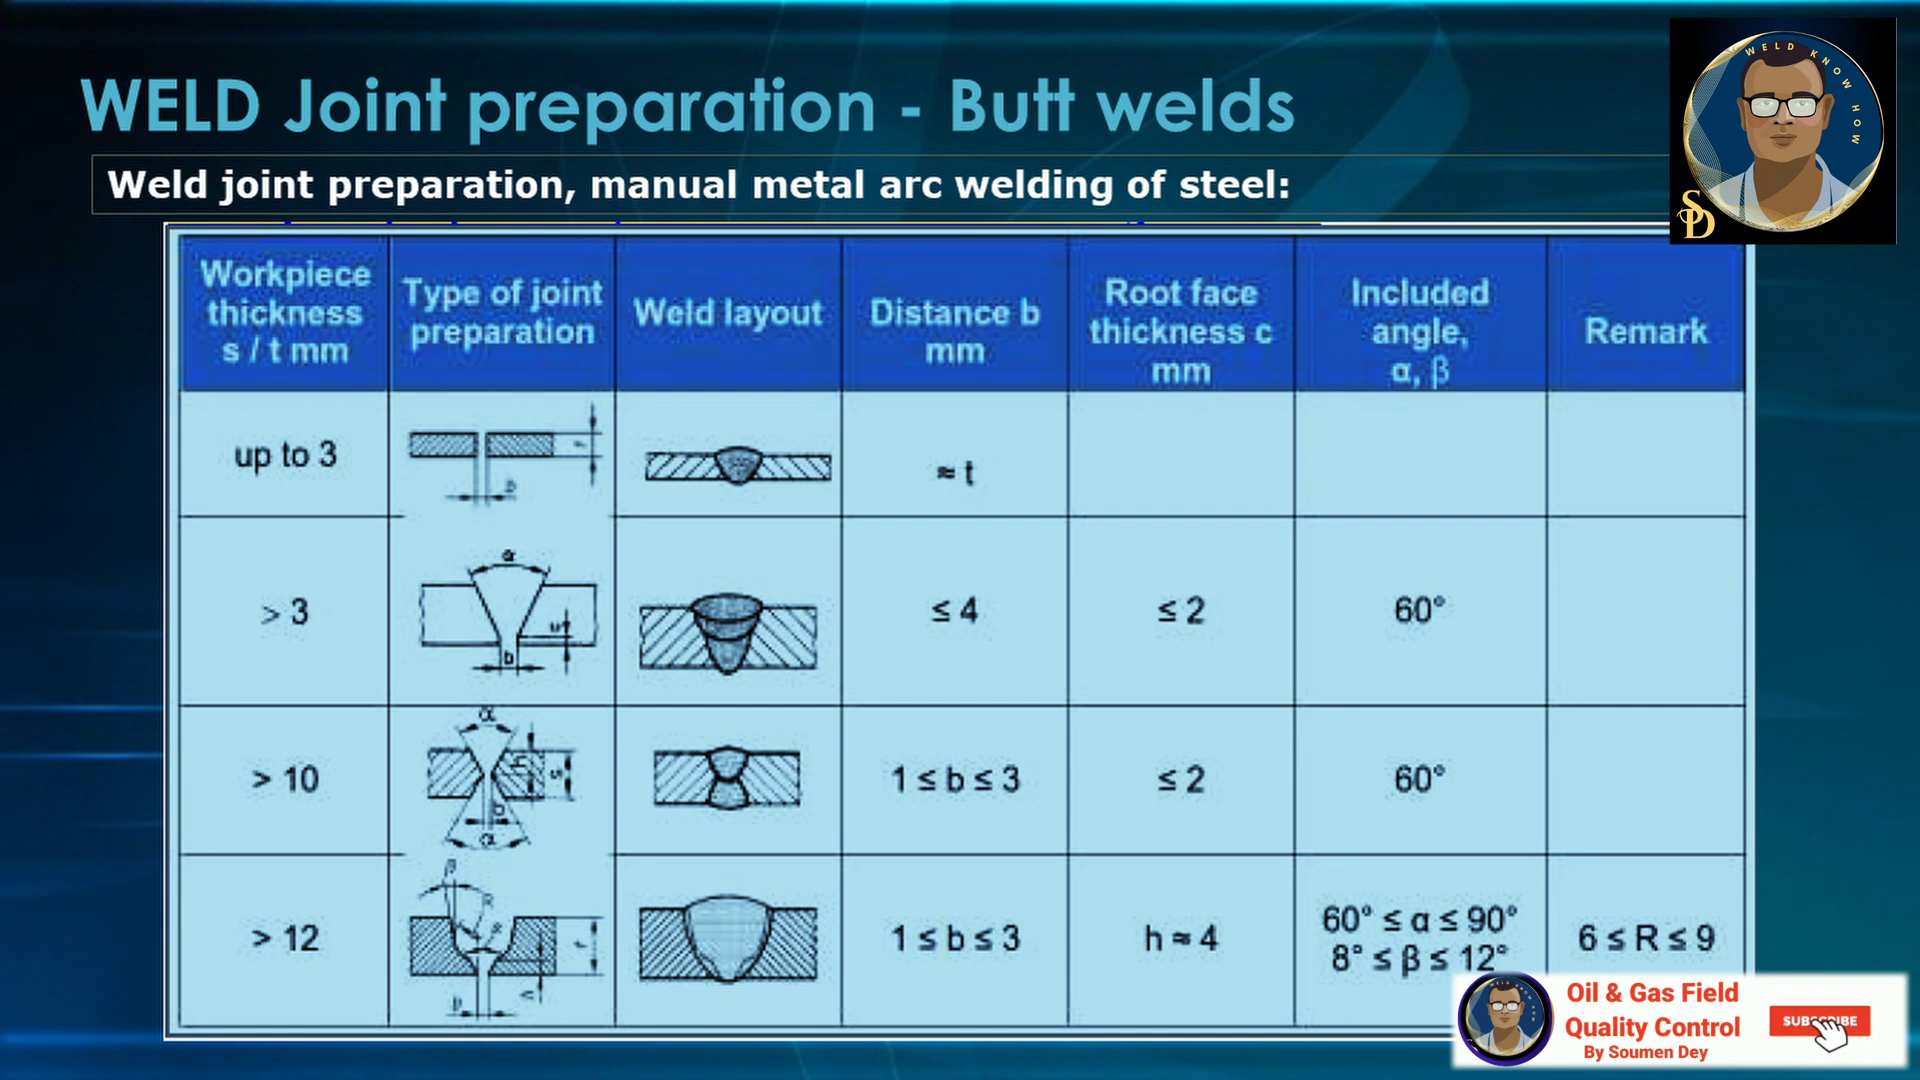 WELD KNOW HOW
SD
WELD Joint preparation - Butt welds
Weld joint preparation, manual metal arc welding of steel:
Workpiece
thickness
s / t mm
Type of joint
preparation
Weld layout
Distance b
mm
Root face
thickness c
mm
Included
angle,
α, β
Remark
up to 3
b
≈ t
> 3
α
c
b
≤ 4
≤ 2
60°
> 10
α
h
s
b
α
1 ≤ b ≤ 3
≤ 2
60°
> 12
β
R
b
h
1 ≤ b ≤ 3
h ≈ 4
60° ≤ α ≤ 90°
8° ≤ β ≤ 12°
6 ≤ R ≤ 9
Oil & Gas Field
Quality Control
By Soumen Dey
SUBSCRIBE